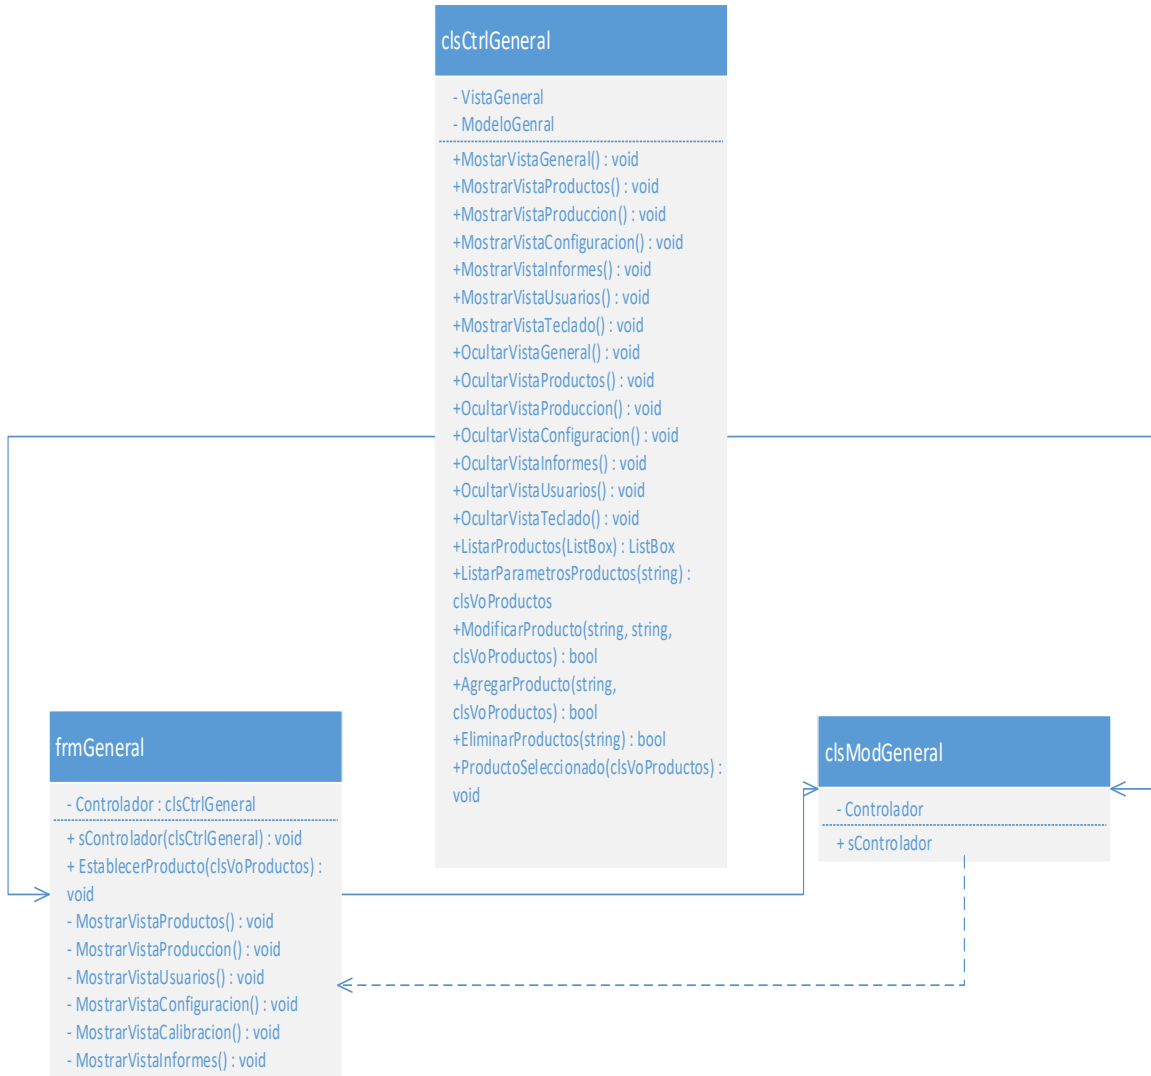 clsCtrlGeneral
- VistaGeneral
- ModeloGenral
+MostarVistaGeneral() : void
+MostrarVistaProductos() : void
+MostrarVistaProduccion() : void
+MostrarVistaConfiguracion() : void
+MostrarVistaInformes() : void
+MostrarVistaUsuarios() : void
+MostrarVistaTeclado() : void
+OcultarVistaGeneral() : void
+OcultarVistaProductos() : void
+OcultarVistaProduccion() : void
+OcultarVistaConfiguracion() : void
+OcultarVistaInformes() : void
+OcultarVistaUsuarios() : void
+OcultarVistaTeclado() : void
+ListarProductos(ListBox) : ListBox
+ListarParametrosProductos(string) :
clsVoProductos
+ModificarProducto(string, string,
clsVoProductos) : bool
+AgregarProducto(string,
clsVoProductos) : bool
+EliminarProductos(string) : bool
+ProductoSeleccionado(clsVoProductos) :
void
frmGeneral
- Controlador : clsCtrlGeneral
+ sControlador(clsCtrlGeneral) : void
+ EstablecerProducto(clsVoProductos) :
void
- MostrarVistaProductos() : void
- MostrarVistaProduccion() : void
- MostrarVistaUsuarios() : void
- MostrarVistaConfiguracion() : void
- MostrarVistaCalibracion() : void
- MostrarVistaInformes() : void
clsModGeneral
- Controlador
+ sControlador